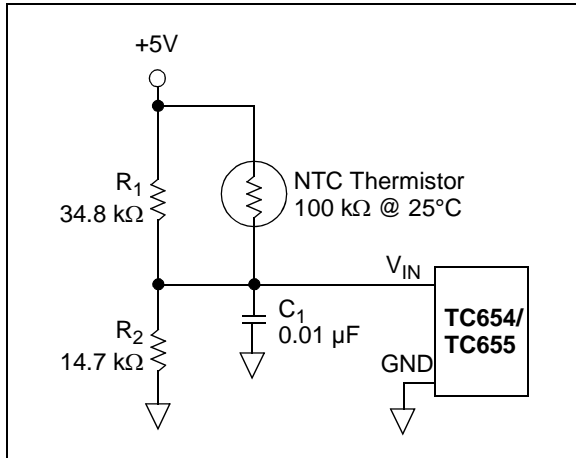 +5V
R1
34.8 kΩ
NTC Thermistor
100 kΩ @ 25°C
VIN
C1
0.01 µF
R2
14.7 kΩ
TC654/
TC655
GND